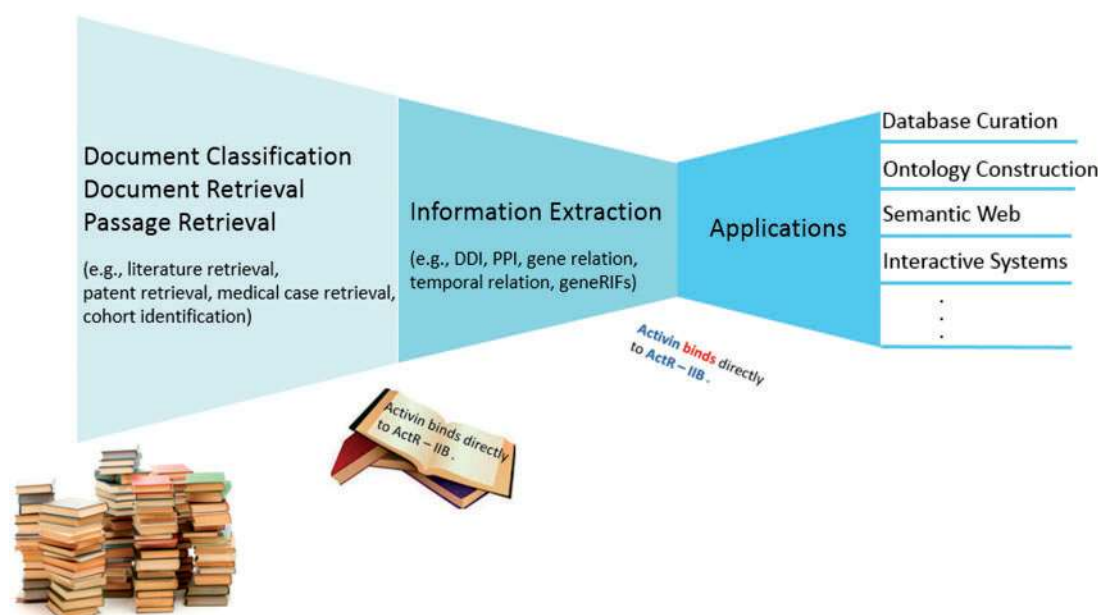 Document Classification
Document Retrieval
Passage Retrieval
(e.g., literature retrieval,
patent retrieval, medical case retrieval,
cohort identification)
Information Extraction
(e.g., DDI, PPI, gene relation,
temporal relation, geneRIFs)
Applications
Database Curation
Ontology Construction
Semantic Web
Interactive Systems
.
.
.
Activin binds directly
to ActR – IIB .
Activin binds directly
to ActR – IIB .